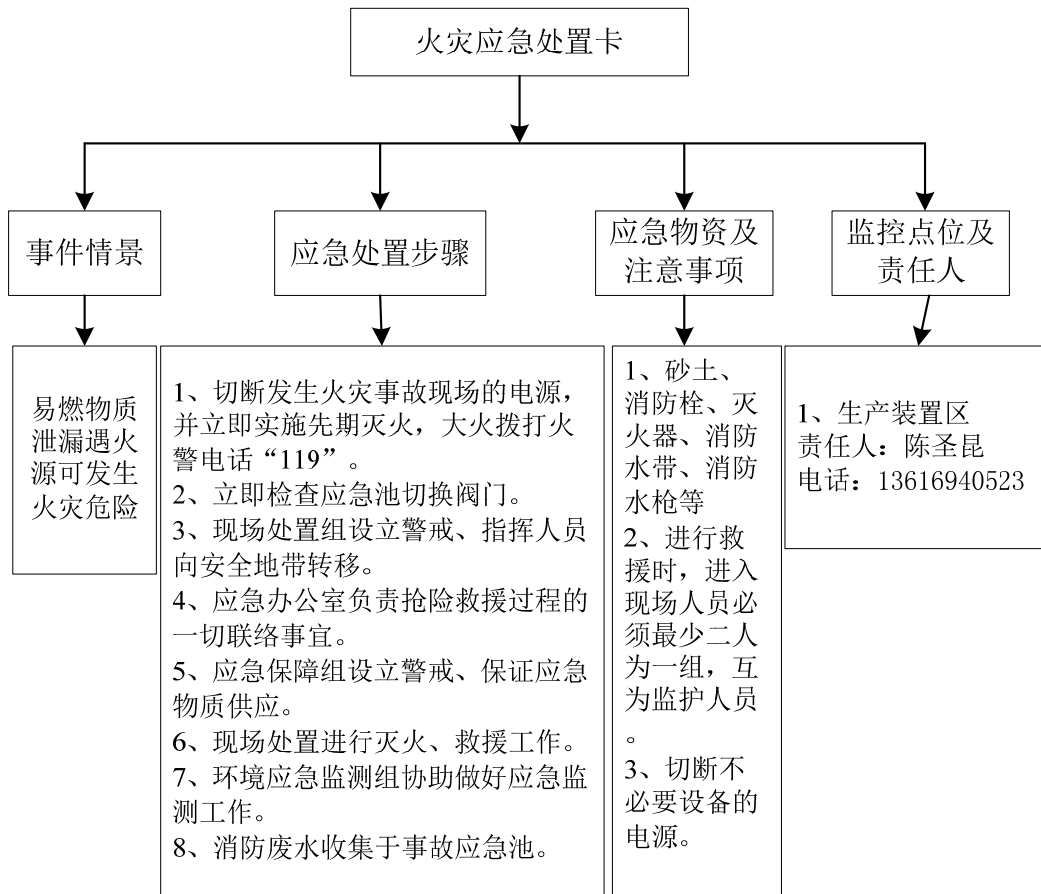 火灾应急处置卡
事件情景
应急处置步骤
应急物资及
注意事项
监控点位及
责任人
易燃物质
泄漏遇火
源可发生
火灾危险
1、切断发生火灾事故现场的电源，
并立即实施先期灭火，大火拨打火
警电话“119”。
2、立即检查应急池切换阀门。
3、现场处置组设立警戒、指挥人员
向安全地带转移。
4、应急办公室负责抢险救援过程的
一切联络事宜。
5、应急保障组设立警戒、保证应急
物质供应。
6、现场处置进行灭火、救援工作。
7、环境应急监测组协助做好应急监
测工作。
8、消防废水收集于事故应急池。
1、砂土、
消防栓、灭
火器、消防
水带、消防
水枪等
2、进行救
援时，进入
现场人员必
须最少二人
为一组，互
为监护人员
。
3、切断不
必要设备的
电源。
1、生产装置区
责任人：陈圣昆
电话：13616940523